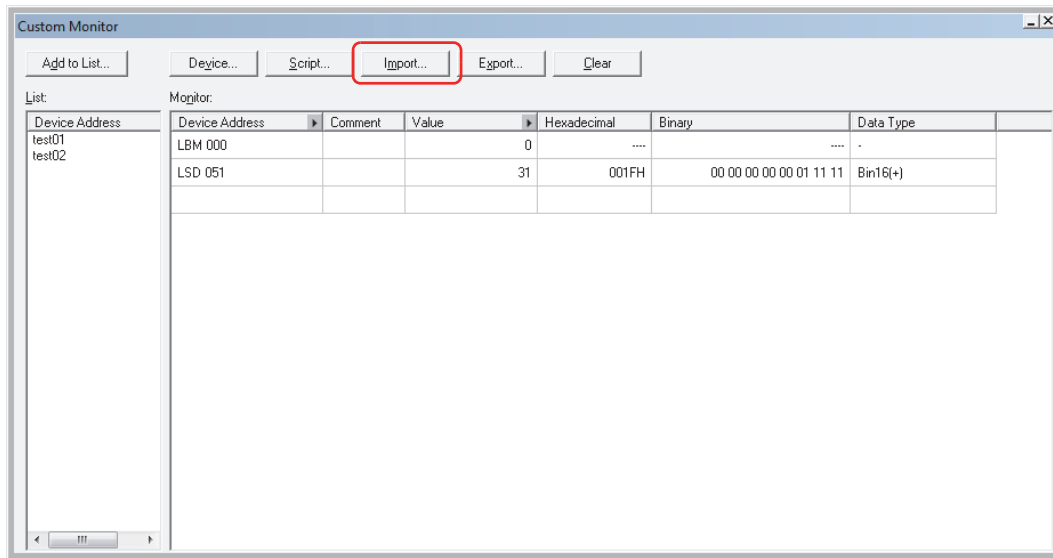 Custom Monitor
Add to List... Device... Script... Import... Export... Clear
List: Monitor:
Device Address Device Address Comment Value Hexadecimal Binary Data Type
test01
test02
LBM 000 0 ---- ---- -
LSD 051 31 001FH 00 00 00 00 00 01 11 11 Bin16(+)